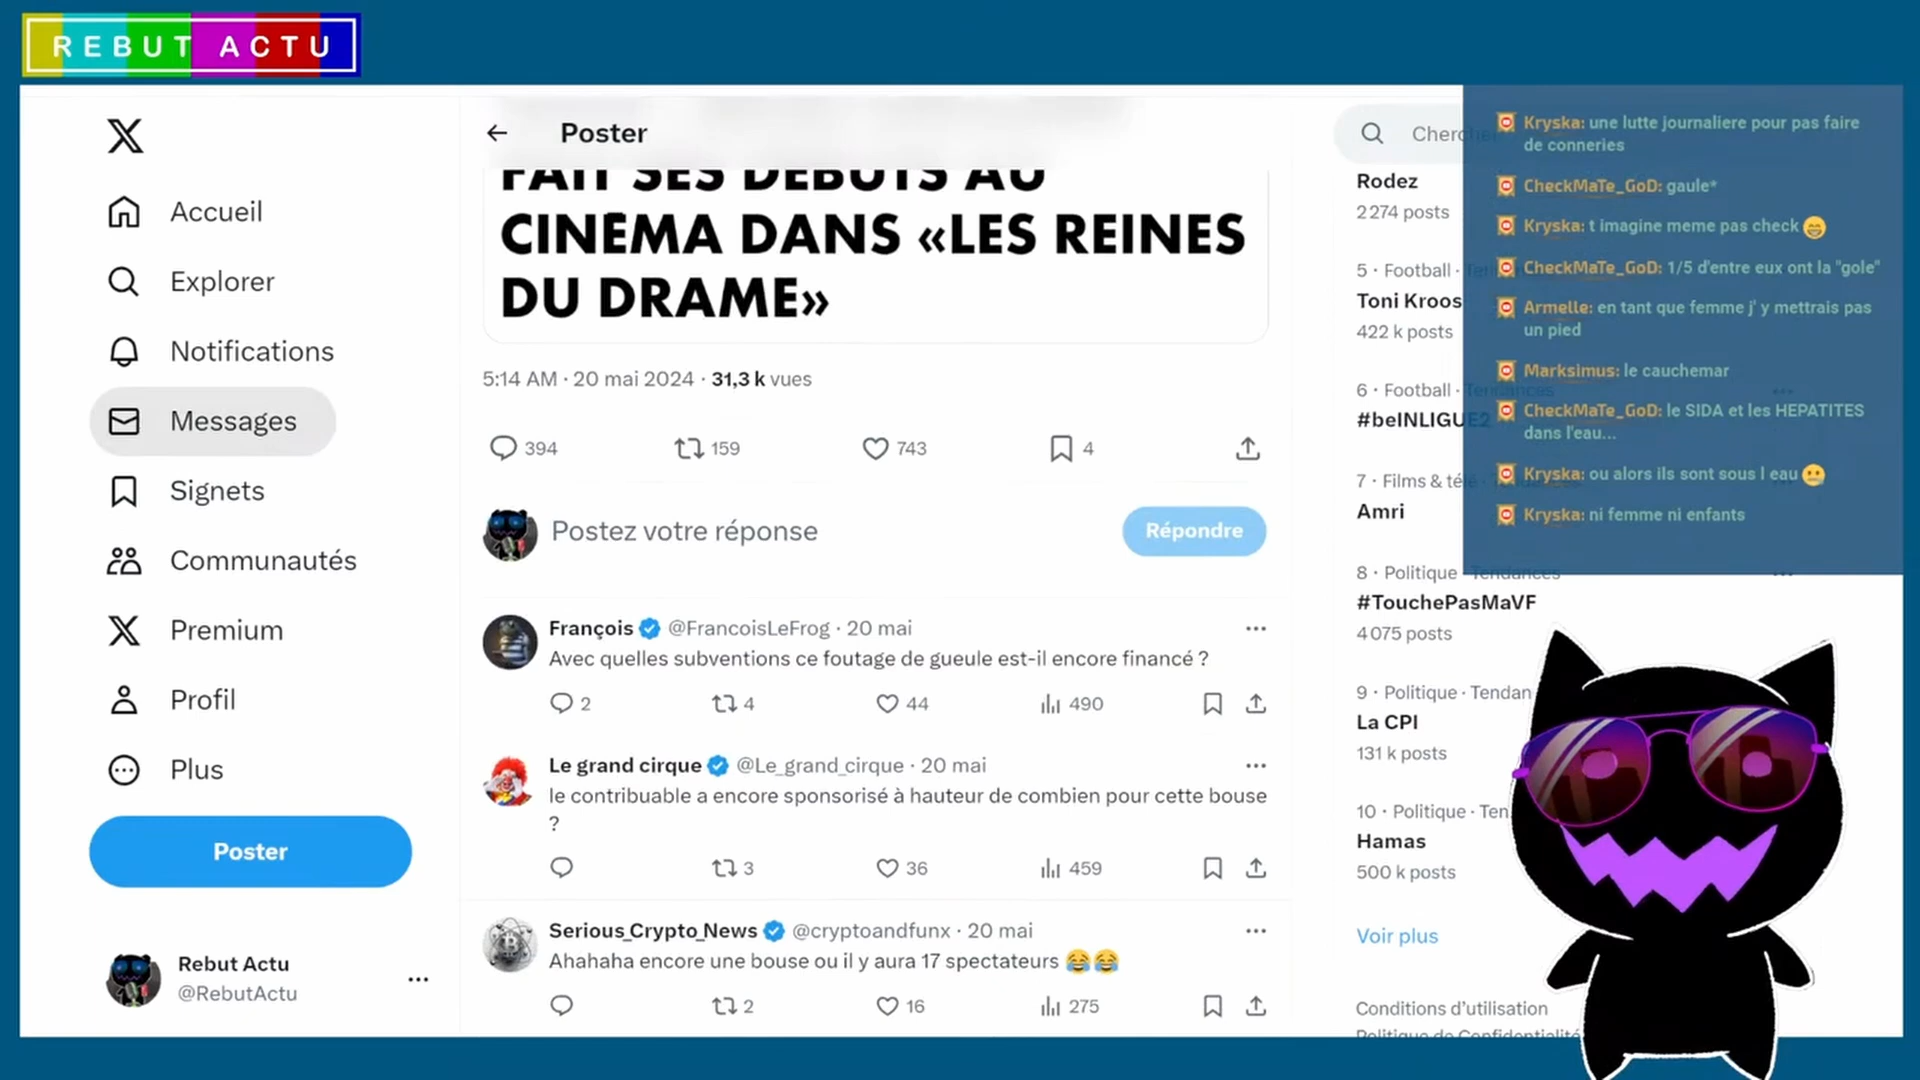 REBUT ACTU
Accueil
Explorer
Notifications
Messages
Signets
Communautés
Premium
Profil
Plus
Poster
Rebut Actu
@RebutActu
Poster
FAIT SES DÉBUTS AU
CINÉMA DANS «LES REINES
DU DRAME»
5:14 AM · 20 mai 2024 · 31,3 k vues
394 159 743 4
Postez votre réponse
Répondre
François @FrancoisLeFrog · 20 mai
Avec quelles subventions ce foutage de gueule est-il encore financé ?
2 4 44 490
Le grand cirque @Le_grand_cirque · 20 mai
le contribuable a encore sponsorisé à hauteur de combien pour cette bouse
?
3 36 459
Serious_Crypto_News @cryptoandfunx · 20 mai
Ahahaha encore une bouse ou il y aura 17 spectateurs 😂😂
2 16 275
Cherche
Rodez
2 274 posts
5 · Football · Tendances
Toni Kroos
422 k posts
6 · Football · Tendances
#beINLIGUE2
7 · Films & télé
Amri
8 · Politique · Tendances
#TouchePasMaVF
4 075 posts
9 · Politique · Tendan
La CPI
131 k posts
10 · Politique · Ten
Hamas
500 k posts
Voir plus
Conditions d’utilisation
Politique de Confidentialité
Kryska: une lutte journaliere pour pas faire
de conneries
CheckMaTe_GoD: gaule*
Kryska: t imagine meme pas check 😄
CheckMaTe_GoD: 1/5 d'entre eux ont la "gole"
Armelle: en tant que femme j' y mettrais pas
un pied
Marksimus: le cauchemar
CheckMaTe_GoD: le SIDA et les HEPATITES
dans l'eau...
Kryska: ou alors ils sont sous l eau 🤐
Kryska: ni femme ni enfants